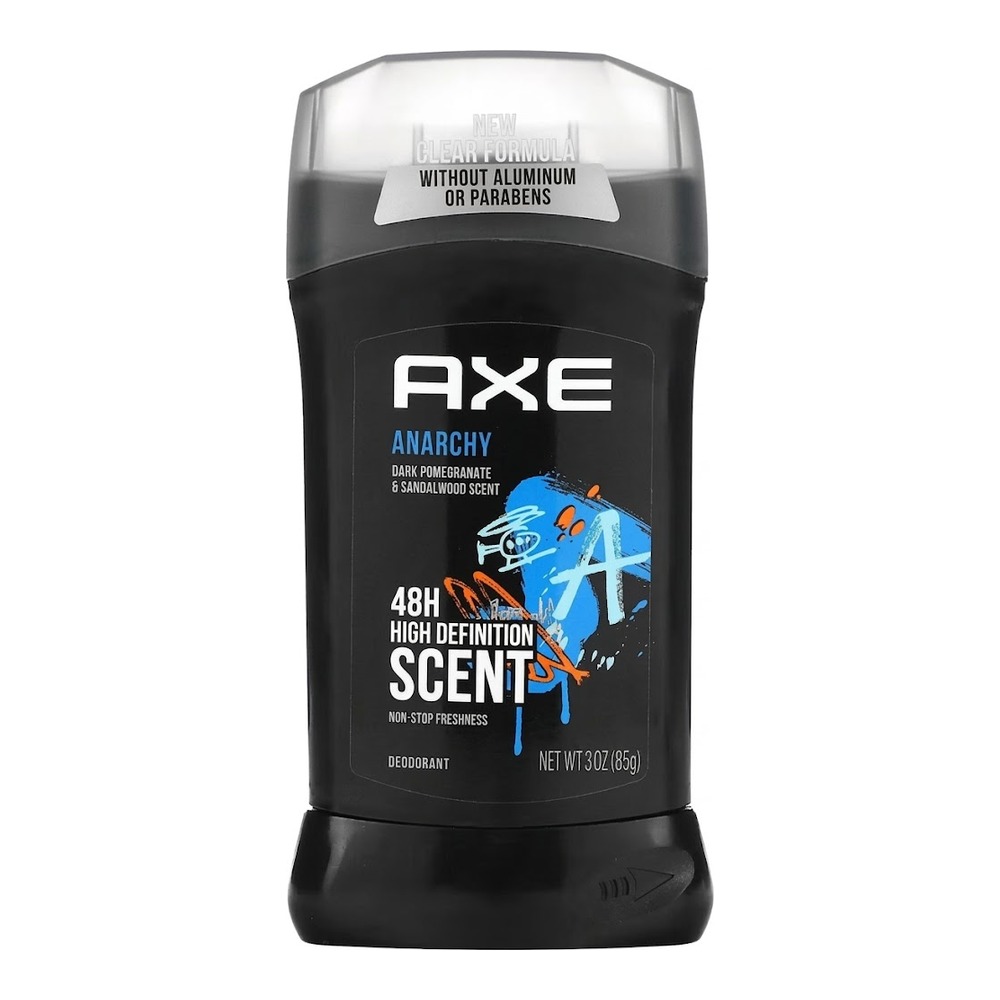 NEW
CLEAR FORMULA
WITHOUT ALUMINUM
OR PARABENS
AXE
ANARCHY
DARK POMEGRANATE
& SANDALWOOD SCENT
A
48H
HIGH DEFINITION
SCENT
NON-STOP FRESHNESS
DEODORANT
NET WT 3 OZ (85g)